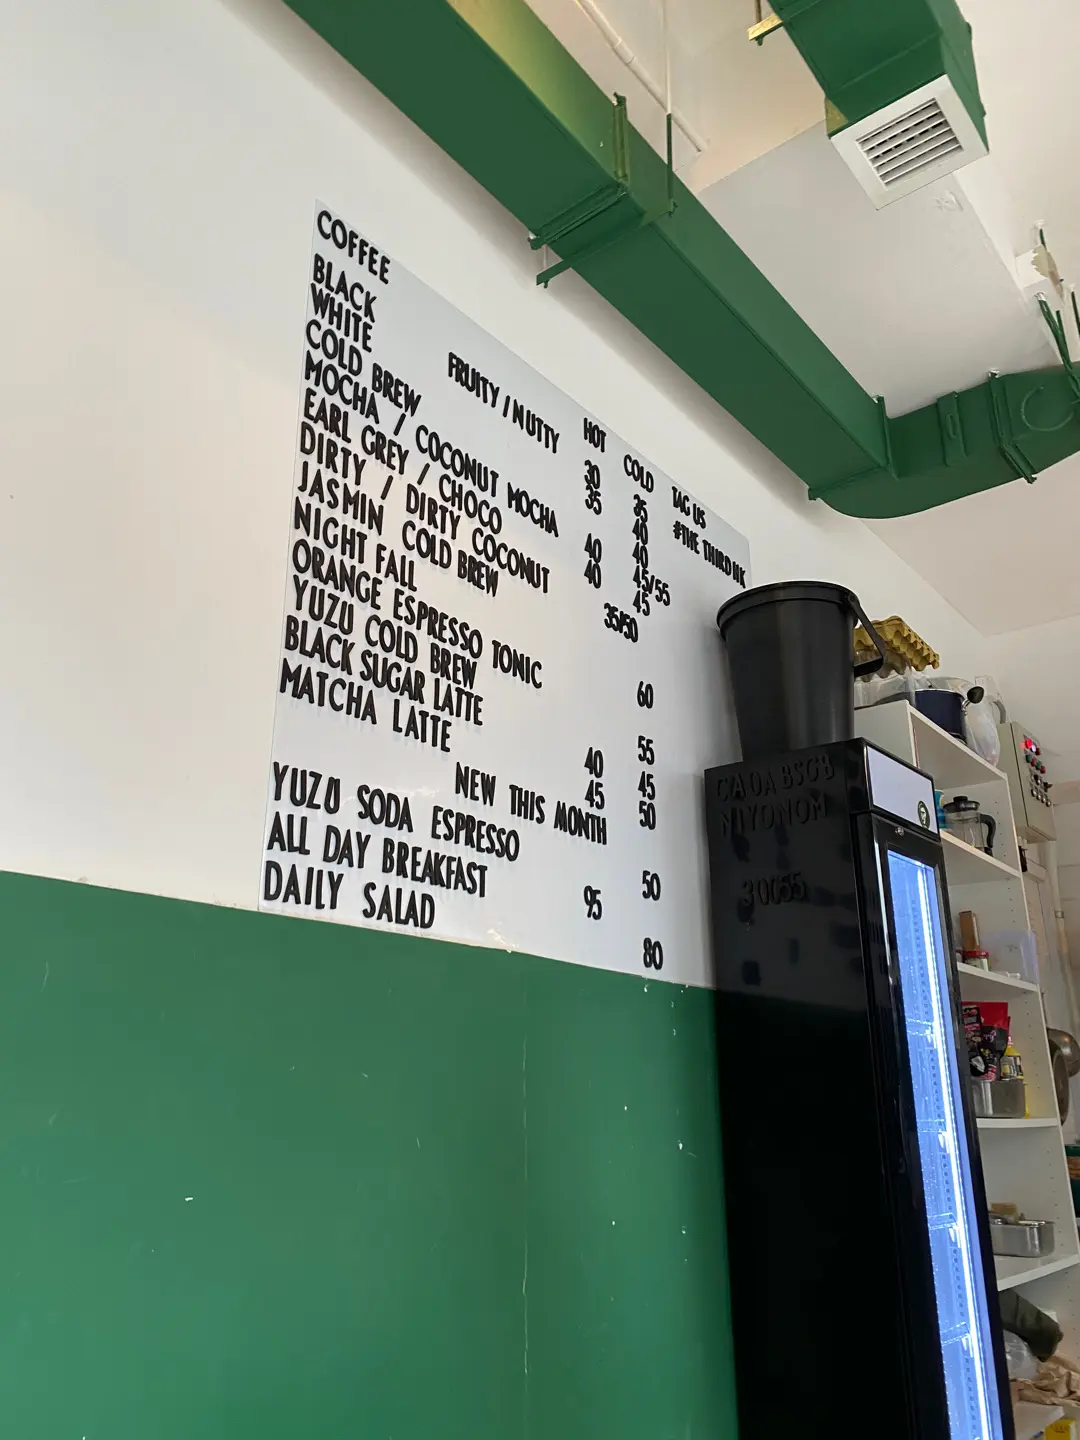 COFFEE
FRUITY / NUTTY
HOT COLD
BLACK 30 35
WHITE 35 40
COLD BREW 40
MOCHA / COCONUT MOCHA 40 45/55
EARL GREY / CHOCO 40 45
DIRTY / DIRTY COCONUT 35/50
JASMIN COLD BREW
NIGHT FALL 60
ORANGE ESPRESSO TONIC
YUZU COLD BREW 55
BLACK SUGAR LATTE 40 45
MATCHA LATTE 45 50
NEW THIS MONTH
YUZU SODA ESPRESSO 50
ALL DAY BREAKFAST 95
DAILY SALAD 80
TAG US
#THE THIRD HK